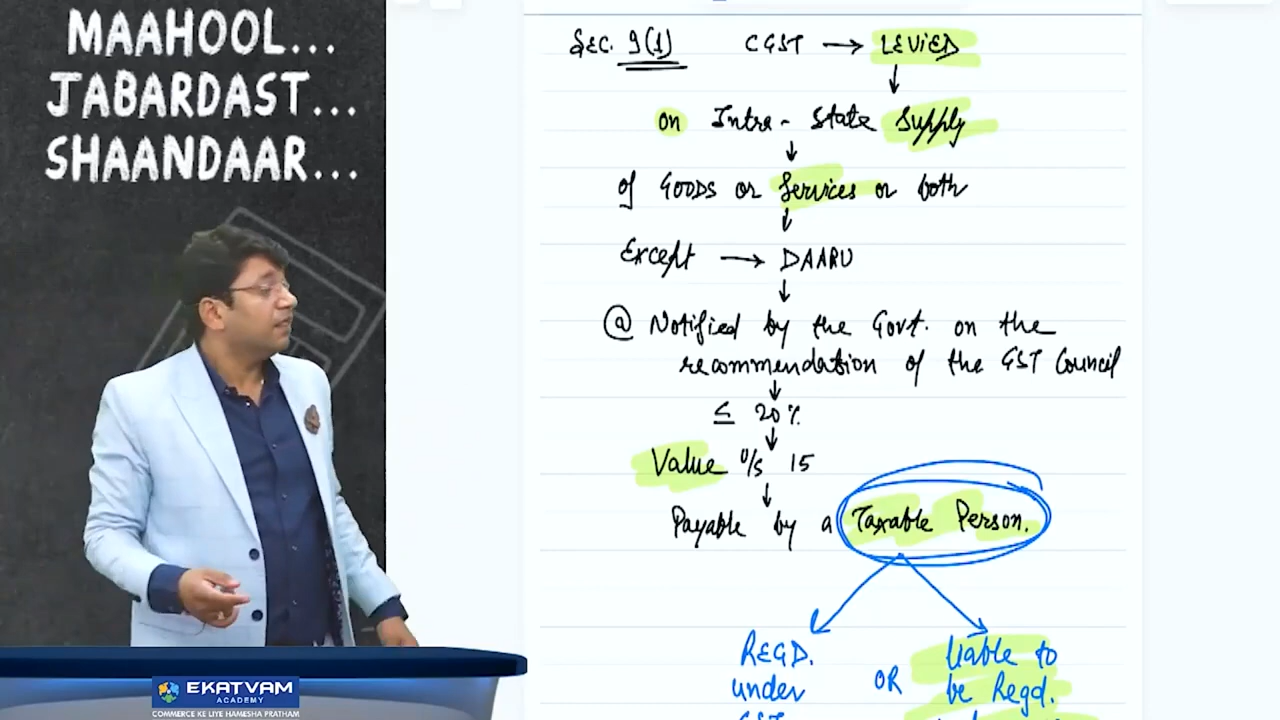 MAAHOOL...
JABARDAST...
SHAANDAAR...
SEC. 9(1) CGST → LEVIED
on Intra-State Supply
of GOODS or Services or both
Except → DAARU
@ Notified by the Govt. on the
recommendation of the GST Council
≤ 20%
Value u/s 15
Payable by a Taxable Person.
REGD. OR liable to
under be Regd.
EKATVAM
ACADEMY
COMMERCE KE LIYE HAMESHA PRATHAM